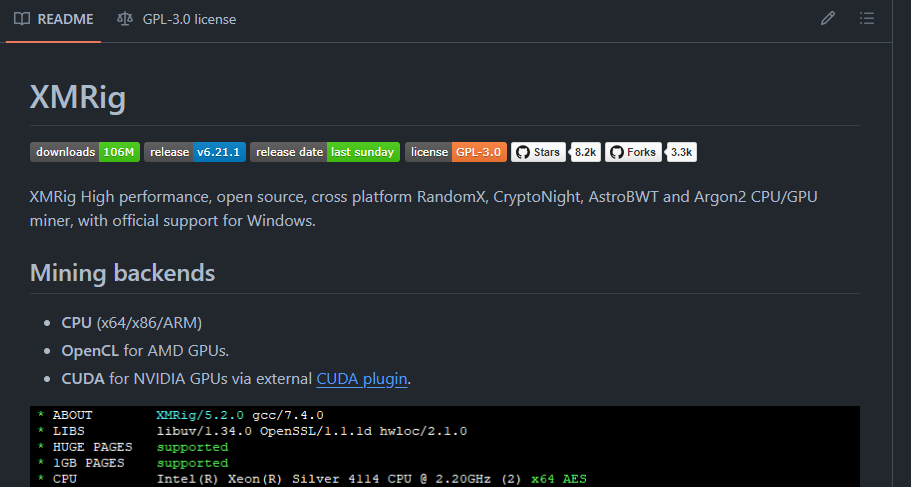 README GPL-3.0 license
XMRig
downloads 106M release v6.21.1 release date last sunday license GPL-3.0 Stars 8.2k Forks 3.3k
XMRig High performance, open source, cross platform RandomX, CryptoNight, AstroBWT and Argon2 CPU/GPU
miner, with official support for Windows.
Mining backends
• CPU (x64/x86/ARM)
• OpenCL for AMD GPUs.
• CUDA for NVIDIA GPUs via external CUDA plugin.
* ABOUT XMRig/5.2.0 gcc/7.4.0
* LIBS libuv/1.34.0 OpenSSL/1.1.1d hwloc/2.1.0
* HUGE PAGES supported
* 1GB PAGES supported
* CPU Intel(R) Xeon(R) Silver 4114 CPU @ 2.20GHz (2) x64 AES